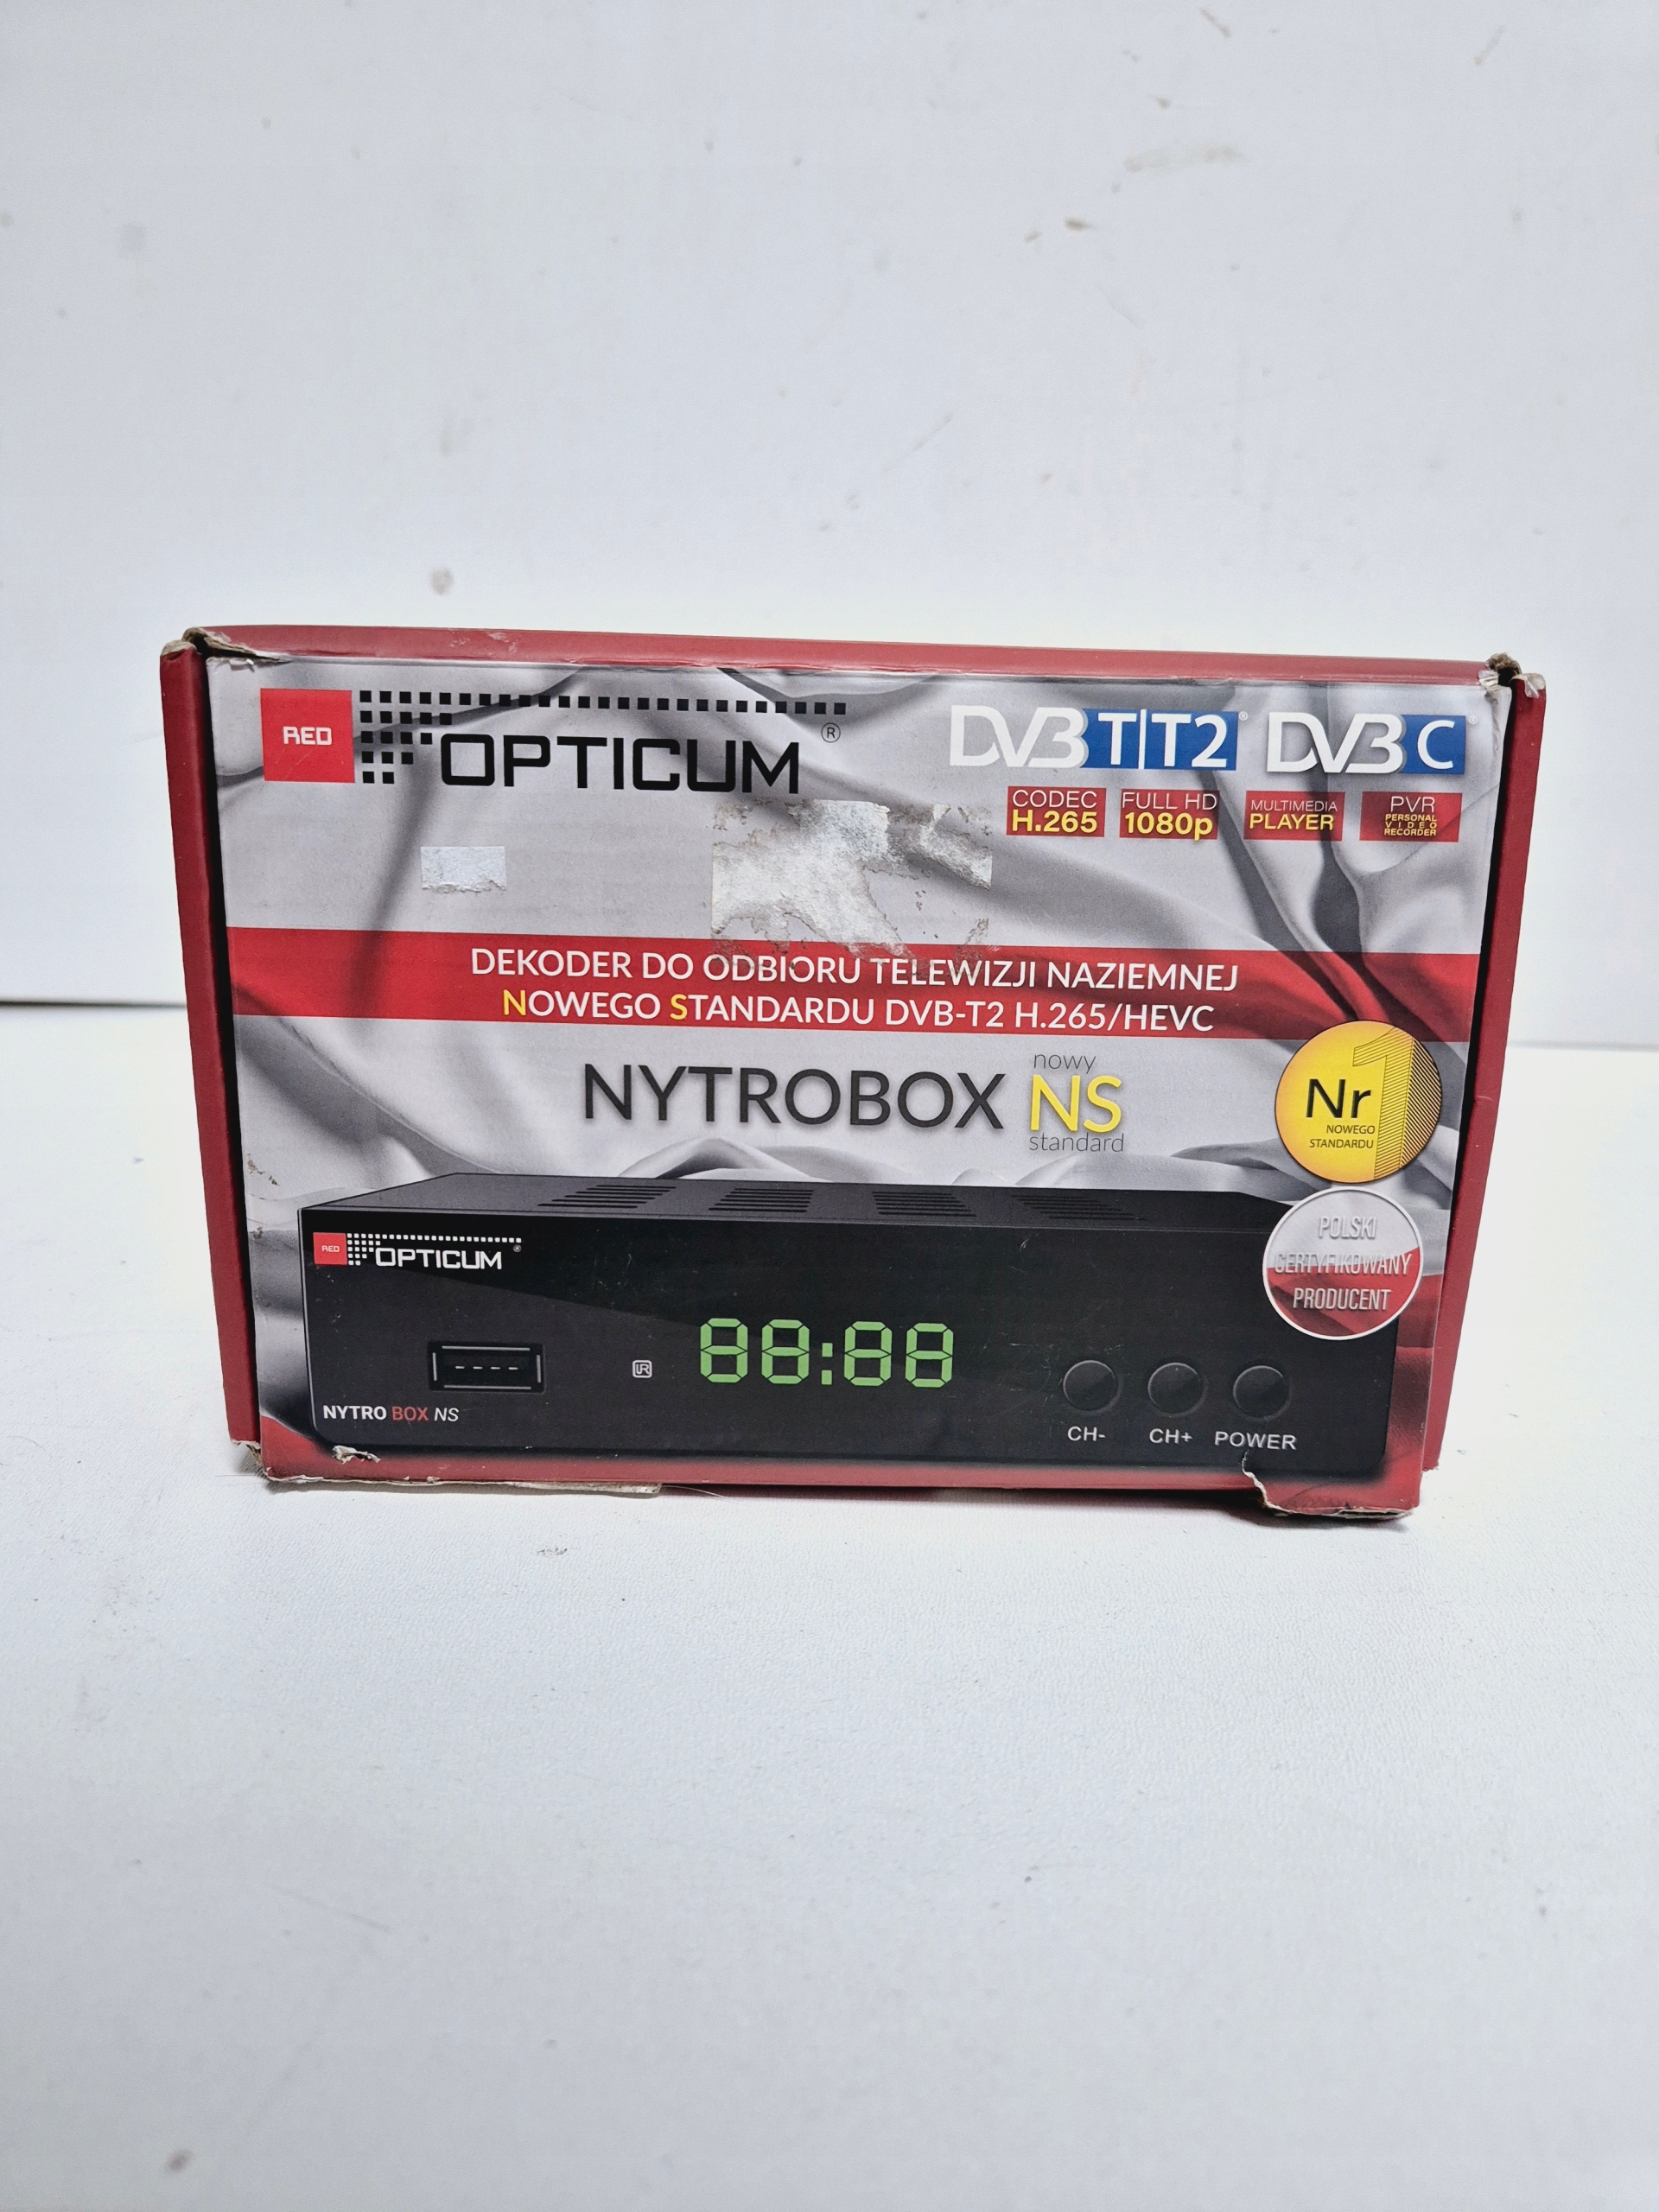 RED OPTICUM ®
DVB T|T2 ® DVB C ®
CODEC H.265
FULL HD 1080p
MULTIMEDIA PLAYER
PVR PERSONAL VIDEO RECORDER
DEKODER DO ODBIORU TELEWIZJI NAZIEMNEJ
NOWEGO STANDARDU DVB-T2 H.265/HEVC
NYTROBOX NS
nowy
standard
Nr 1
NOWEGO
STANDARDU
POLSKI
CERTYFIKOWANY
PRODUCENT
RED OPTICUM ®
IR
88:88
NYTRO BOX NS
CH- CH+ POWER